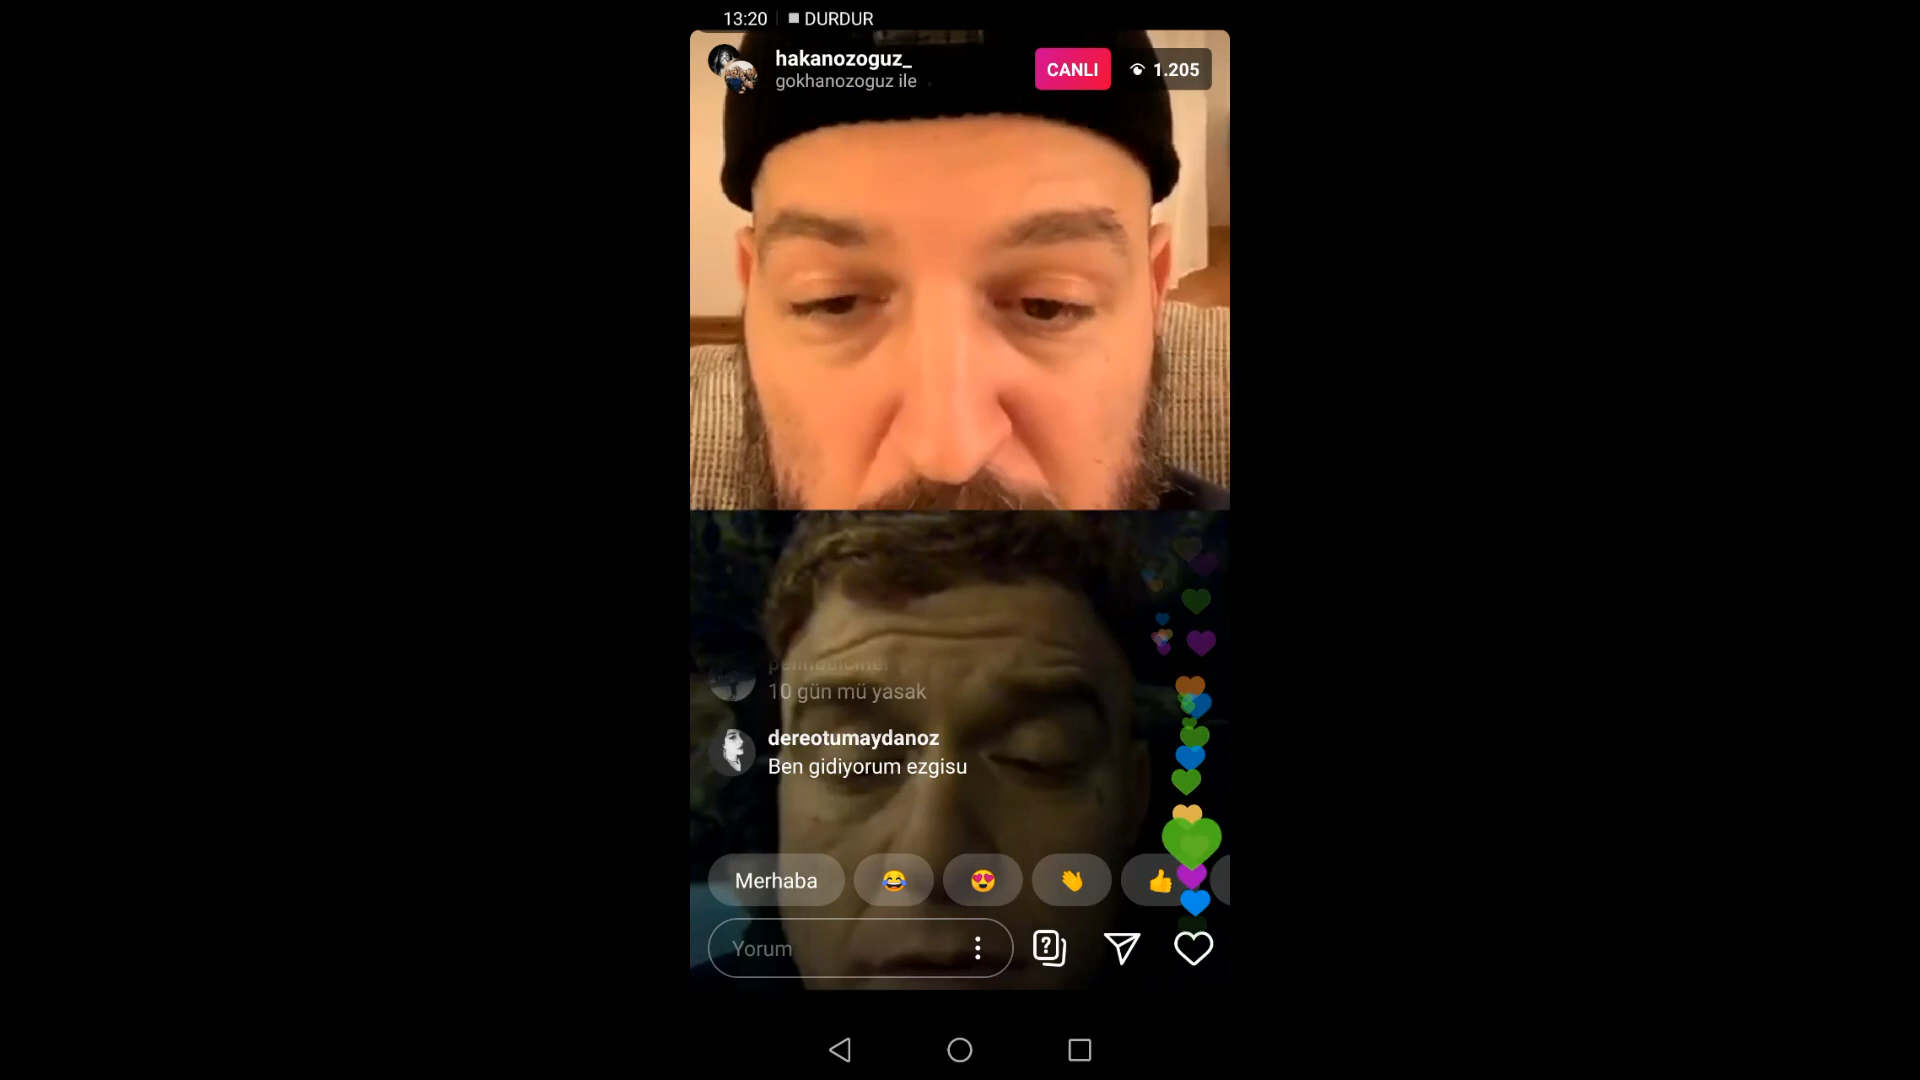 13:20
DURDUR
hakanozoguz_
gokhanozoguz ile
CANLI
1.205
10 gün mü yasak
dereotumaydanoz
Ben gidiyorum ezgisu
Merhaba
Yorum